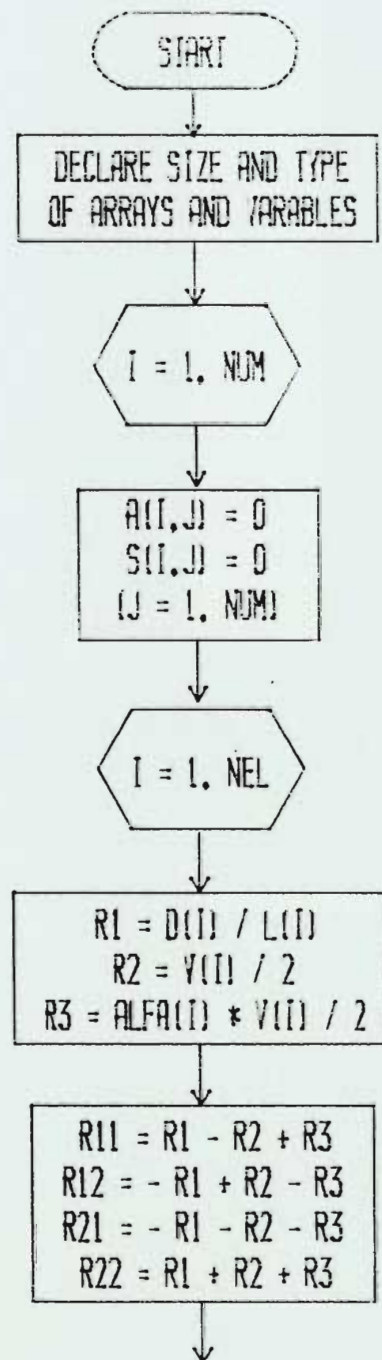 START
DECLARE SIZE AND TYPE
OF ARRAYS AND VARABLES
I = 1, NUM
A(I,J) = 0
S(I,J) = 0
(J = 1, NUM)
I = 1, NEL
R1 = D(I) / L(I)
R2 = V(I) / 2
R3 = ALFA(I) * V(I) / 2
R11 = R1 - R2 + R3
R12 = - R1 + R2 - R3
R21 = - R1 - R2 - R3
R22 = R1 + R2 + R3